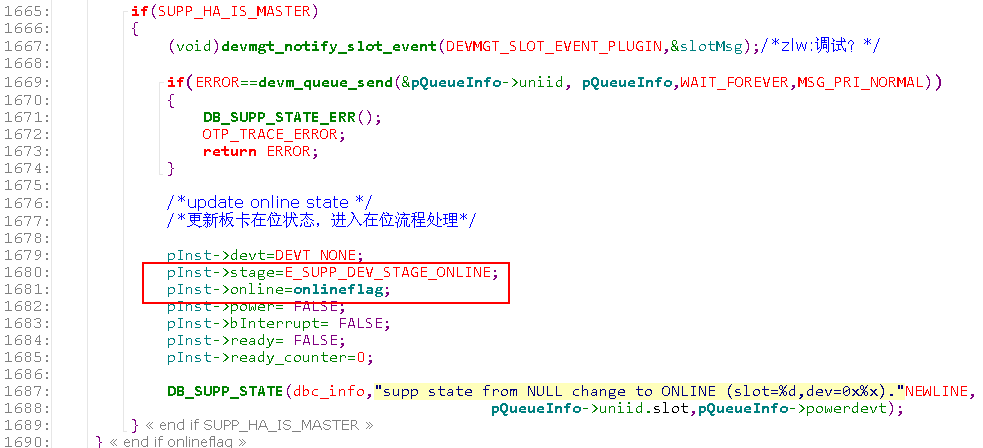 1665: if(SUPP_HA_IS_MASTER)
1666: {
1667: (void)devmgt_notify_slot_event(DEVMGT_SLOT_EVENT_PLUGIN,&slotMsg);/*zlw:调试? */
1668:
1669: if(ERROR==devm_queue_send(&pQueueInfo->uniid, pQueueInfo,WAIT_FOREVER,MSG_PRI_NORMAL))
1670: {
1671: DB_SUPP_STATE_ERR();
1672: OTP_TRACE_ERROR;
1673: return ERROR;
1674: }
1675:
1676: /*update online state */
1677: /*更新板卡在位状态，进入在位流程处理*/
1678:
1679: pInst->devt=DEVT_NONE;
1680: pInst->stage=E_SUPP_DEV_STAGE_ONLINE;
1681: pInst->online=onlineflag;
1682: pInst->power= FALSE;
1683: pInst->bInterrupt= FALSE;
1684: pInst->ready= FALSE;
1685: pInst->ready_counter=0;
1686:
1687: DB_SUPP_STATE(dbc_info,"supp state from NULL change to ONLINE (slot=%d,dev=0x%x)."NEWLINE,
1688: pQueueInfo->uniid.slot,pQueueInfo->powerdevt);
1689: } « end if SUPP_HA_IS_MASTER »
1690: } « end if onlineflag »